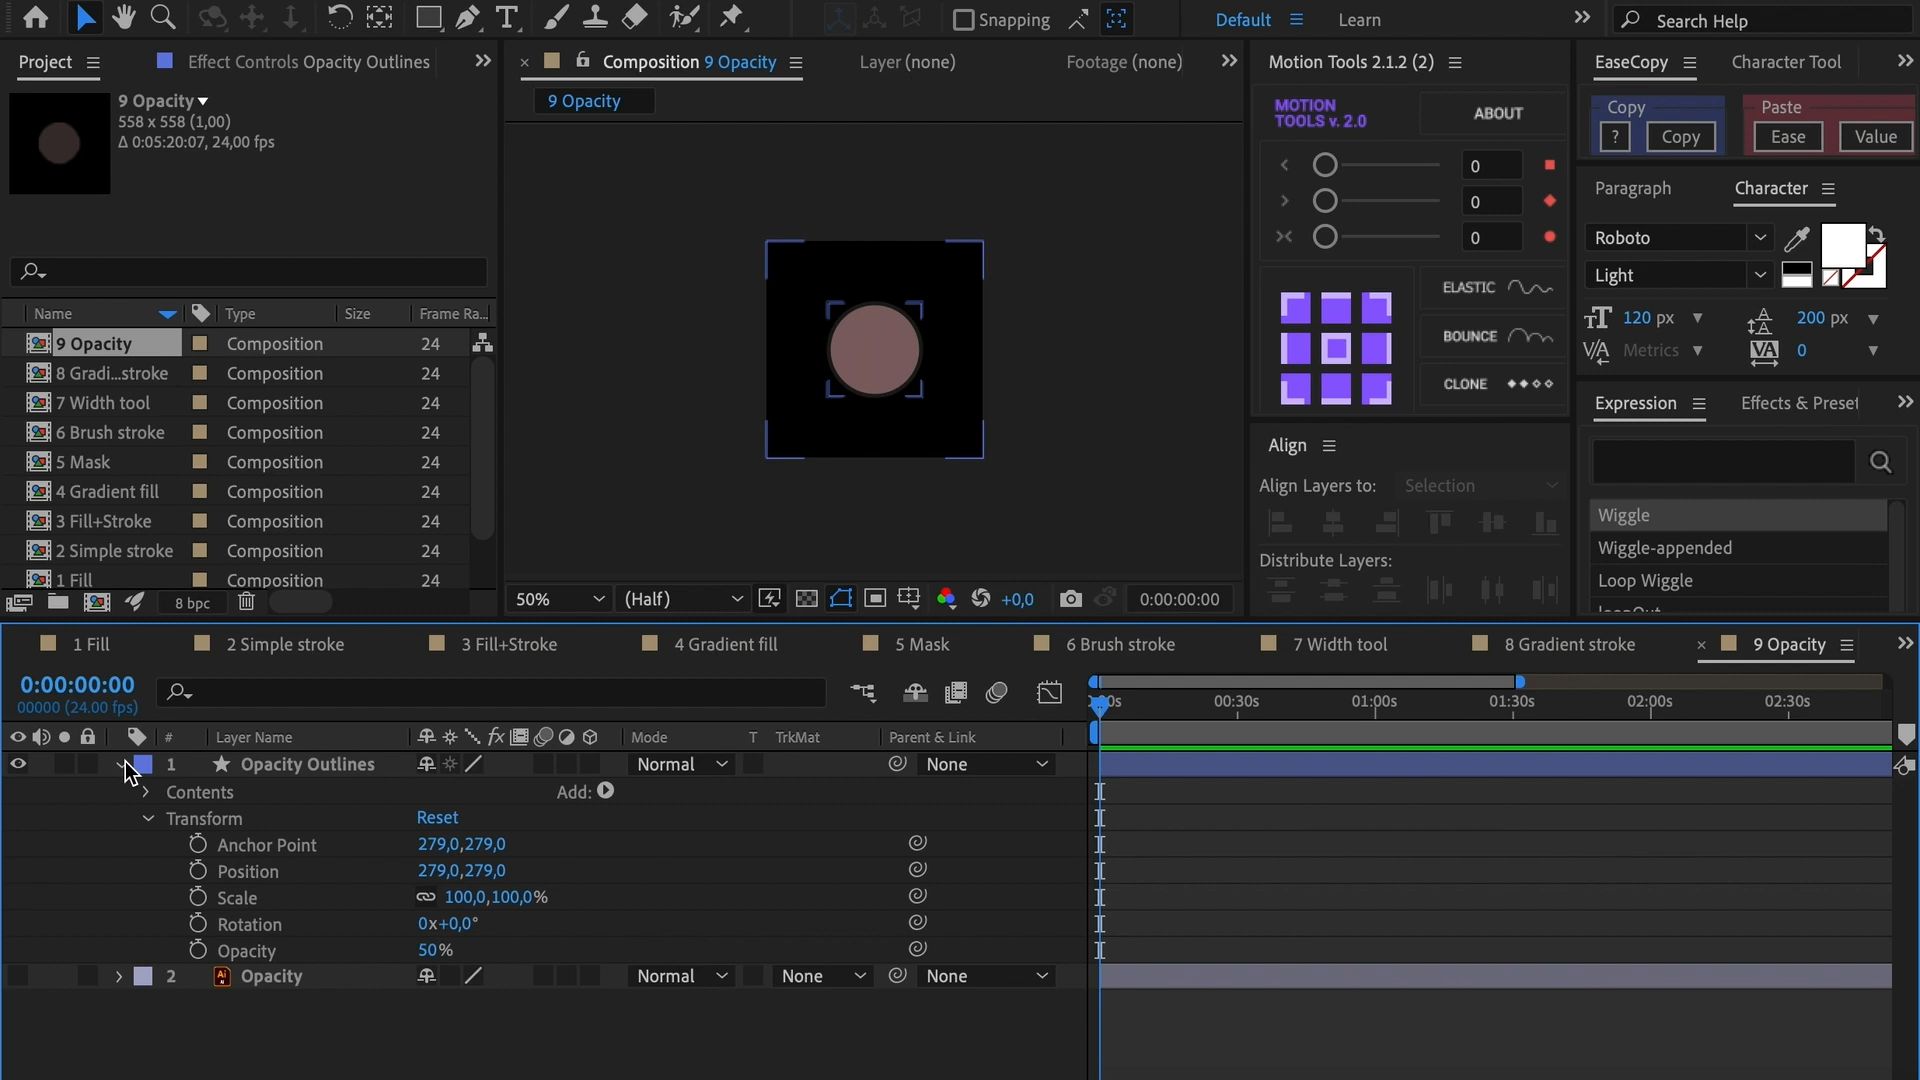 Snapping
Default
Learn
Search Help
Project
Effect Controls Opacity Outlines
9 Opacity
558 x 558 (1,00)
Δ 0:05:20:07, 24,00 fps
Name
Type
Size
Frame Ra...
9 Opacity Composition 24
8 Gradi...stroke Composition 24
7 Width tool Composition 24
6 Brush stroke Composition 24
5 Mask Composition 24
4 Gradient fill Composition 24
3 Fill+Stroke Composition 24
2 Simple stroke Composition 24
1 Fill Composition 24
8 bpc
Composition 9 Opacity
Layer (none)
Footage (none)
9 Opacity
50%
(Half)
+0,0
0:00:00:00
Motion Tools 2.1.2 (2)
MOTION
TOOLS v. 2.0
ABOUT
0
0
0
ELASTIC
BOUNCE
CLONE
Align
Align Layers to:
Selection
Distribute Layers:
EaseCopy
Character Tool
Copy
Paste
?
Copy
Ease
Value
Paragraph
Character
Roboto
Light
120 px
200 px
Metrics
0
Expression
Effects & Preset
Wiggle
Wiggle-appended
Loop Wiggle
1 Fill
2 Simple stroke
3 Fill+Stroke
4 Gradient fill
5 Mask
6 Brush stroke
7 Width tool
8 Gradient stroke
9 Opacity
0:00:00:00
00000 (24.00 fps)
00:30s
01:00s
01:30s
02:00s
02:30s
#
Layer Name
fx
Mode
T
TrkMat
Parent & Link
1 Opacity Outlines Normal None
Contents Add:
Transform Reset
Anchor Point 279,0,279,0
Position 279,0,279,0
Scale 100,0,100,0%
Rotation 0x+0,0°
Opacity 50%
2 Ai Opacity Normal None None